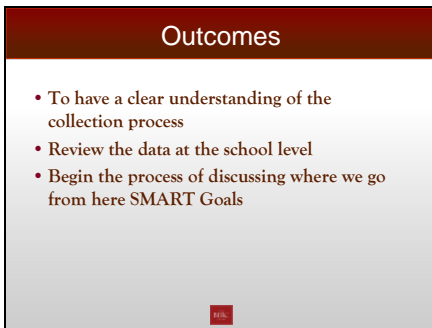 Outcomes
• To have a clear understanding of the
collection process
• Review the data at the school level
• Begin the process of discussing where we go
from here SMART Goals